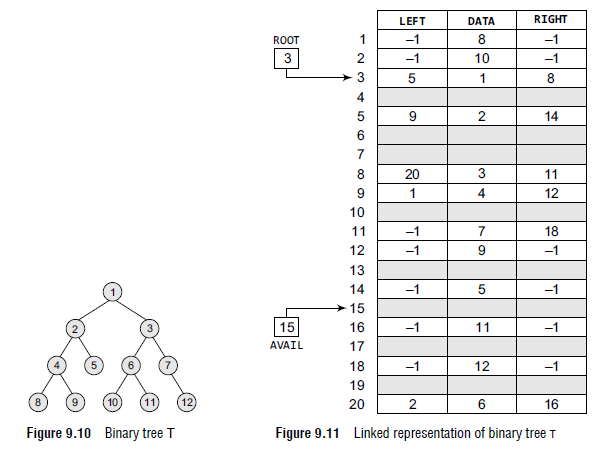 1
2 3
4 5 6 7
8 9 10 11 12
Figure 9.10 Binary tree T
LEFT DATA RIGHT
ROOT
3
1 –1 8 –1
2 –1 10 –1
3 5 1 8
4
5 9 2 14
6
7
8 20 3 11
9 1 4 12
10
11 –1 7 18
12 –1 9 –1
13
14 –1 5 –1
15
15
AVAIL
16 –1 11 –1
17
18 –1 12 –1
19
20 2 6 16
Figure 9.11 Linked representation of binary tree T